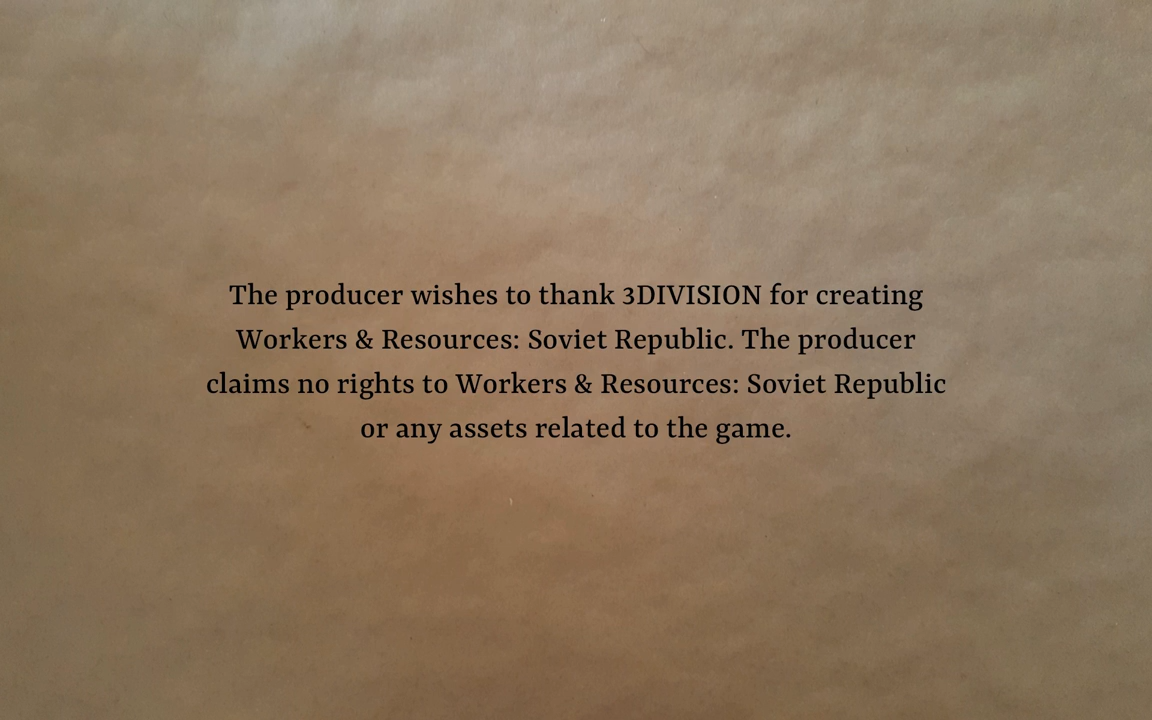 The producer wishes to thank 3DIVISION for creating
Workers & Resources: Soviet Republic. The producer
claims no rights to Workers & Resources: Soviet Republic
or any assets related to the game.